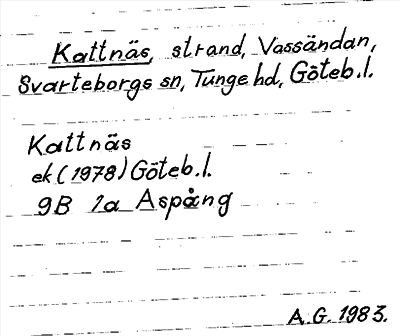 Kattnäs, strand, Vassändan,
Svarteborgs sn, Tunge hd, Göteb.l.
Kattnäs
ek (1978) Göteb.l.
9B 1a Aspång
A.G. 1983.